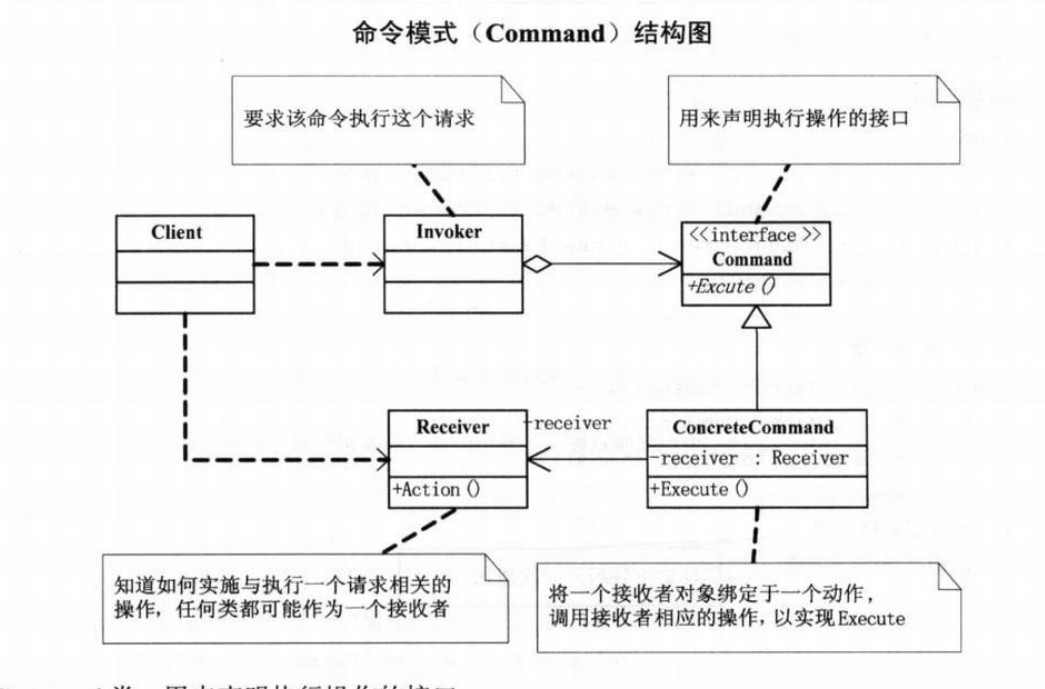 命令模式（Command）结构图
要求该命令执行这个请求
用来声明执行操作的接口
Client
Invoker
<<interface >>
Command
+Excute ()
Receiver
-receiver
ConcreteCommand
-receiver : Receiver
+Action ()
+Execute ()
知道如何实施与执行一个请求相关的
操作，任何类都可能作为一个接收者
将一个接收者对象绑定于一个动作，
调用接收者相应的操作，以实现Execute